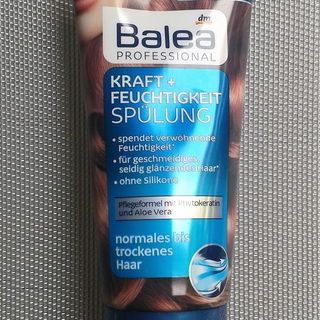 dm
Balea
PROFESSIONAL
KRAFT +
FEUCHTIGKEIT
SPÜLUNG
• spendet verwöhnende
Feuchtigkeit*
• für geschmeidiges,
seidig glänzendes Haar*
• ohne Silikone
Pflegeformel mit Phytokeratin
und Aloe Vera
normales bis
trockenes
Haar